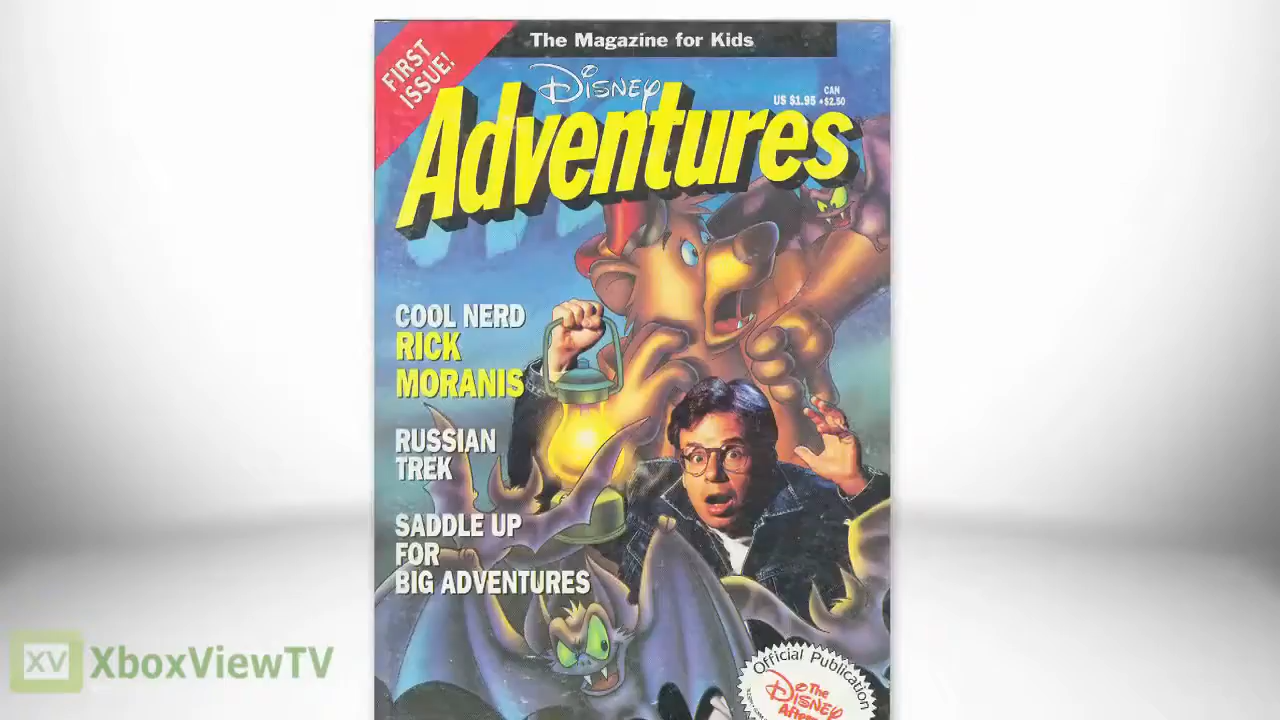 The Magazine for Kids
FIRST
ISSUE!
DISNEY
Adventures
CAN
US $1.95 +$2.50
COOL NERD
RICK
MORANIS
RUSSIAN
TREK
SADDLE UP
FOR
BIG ADVENTURES
Official Publication
The
DISNEY
XV XboxViewTV